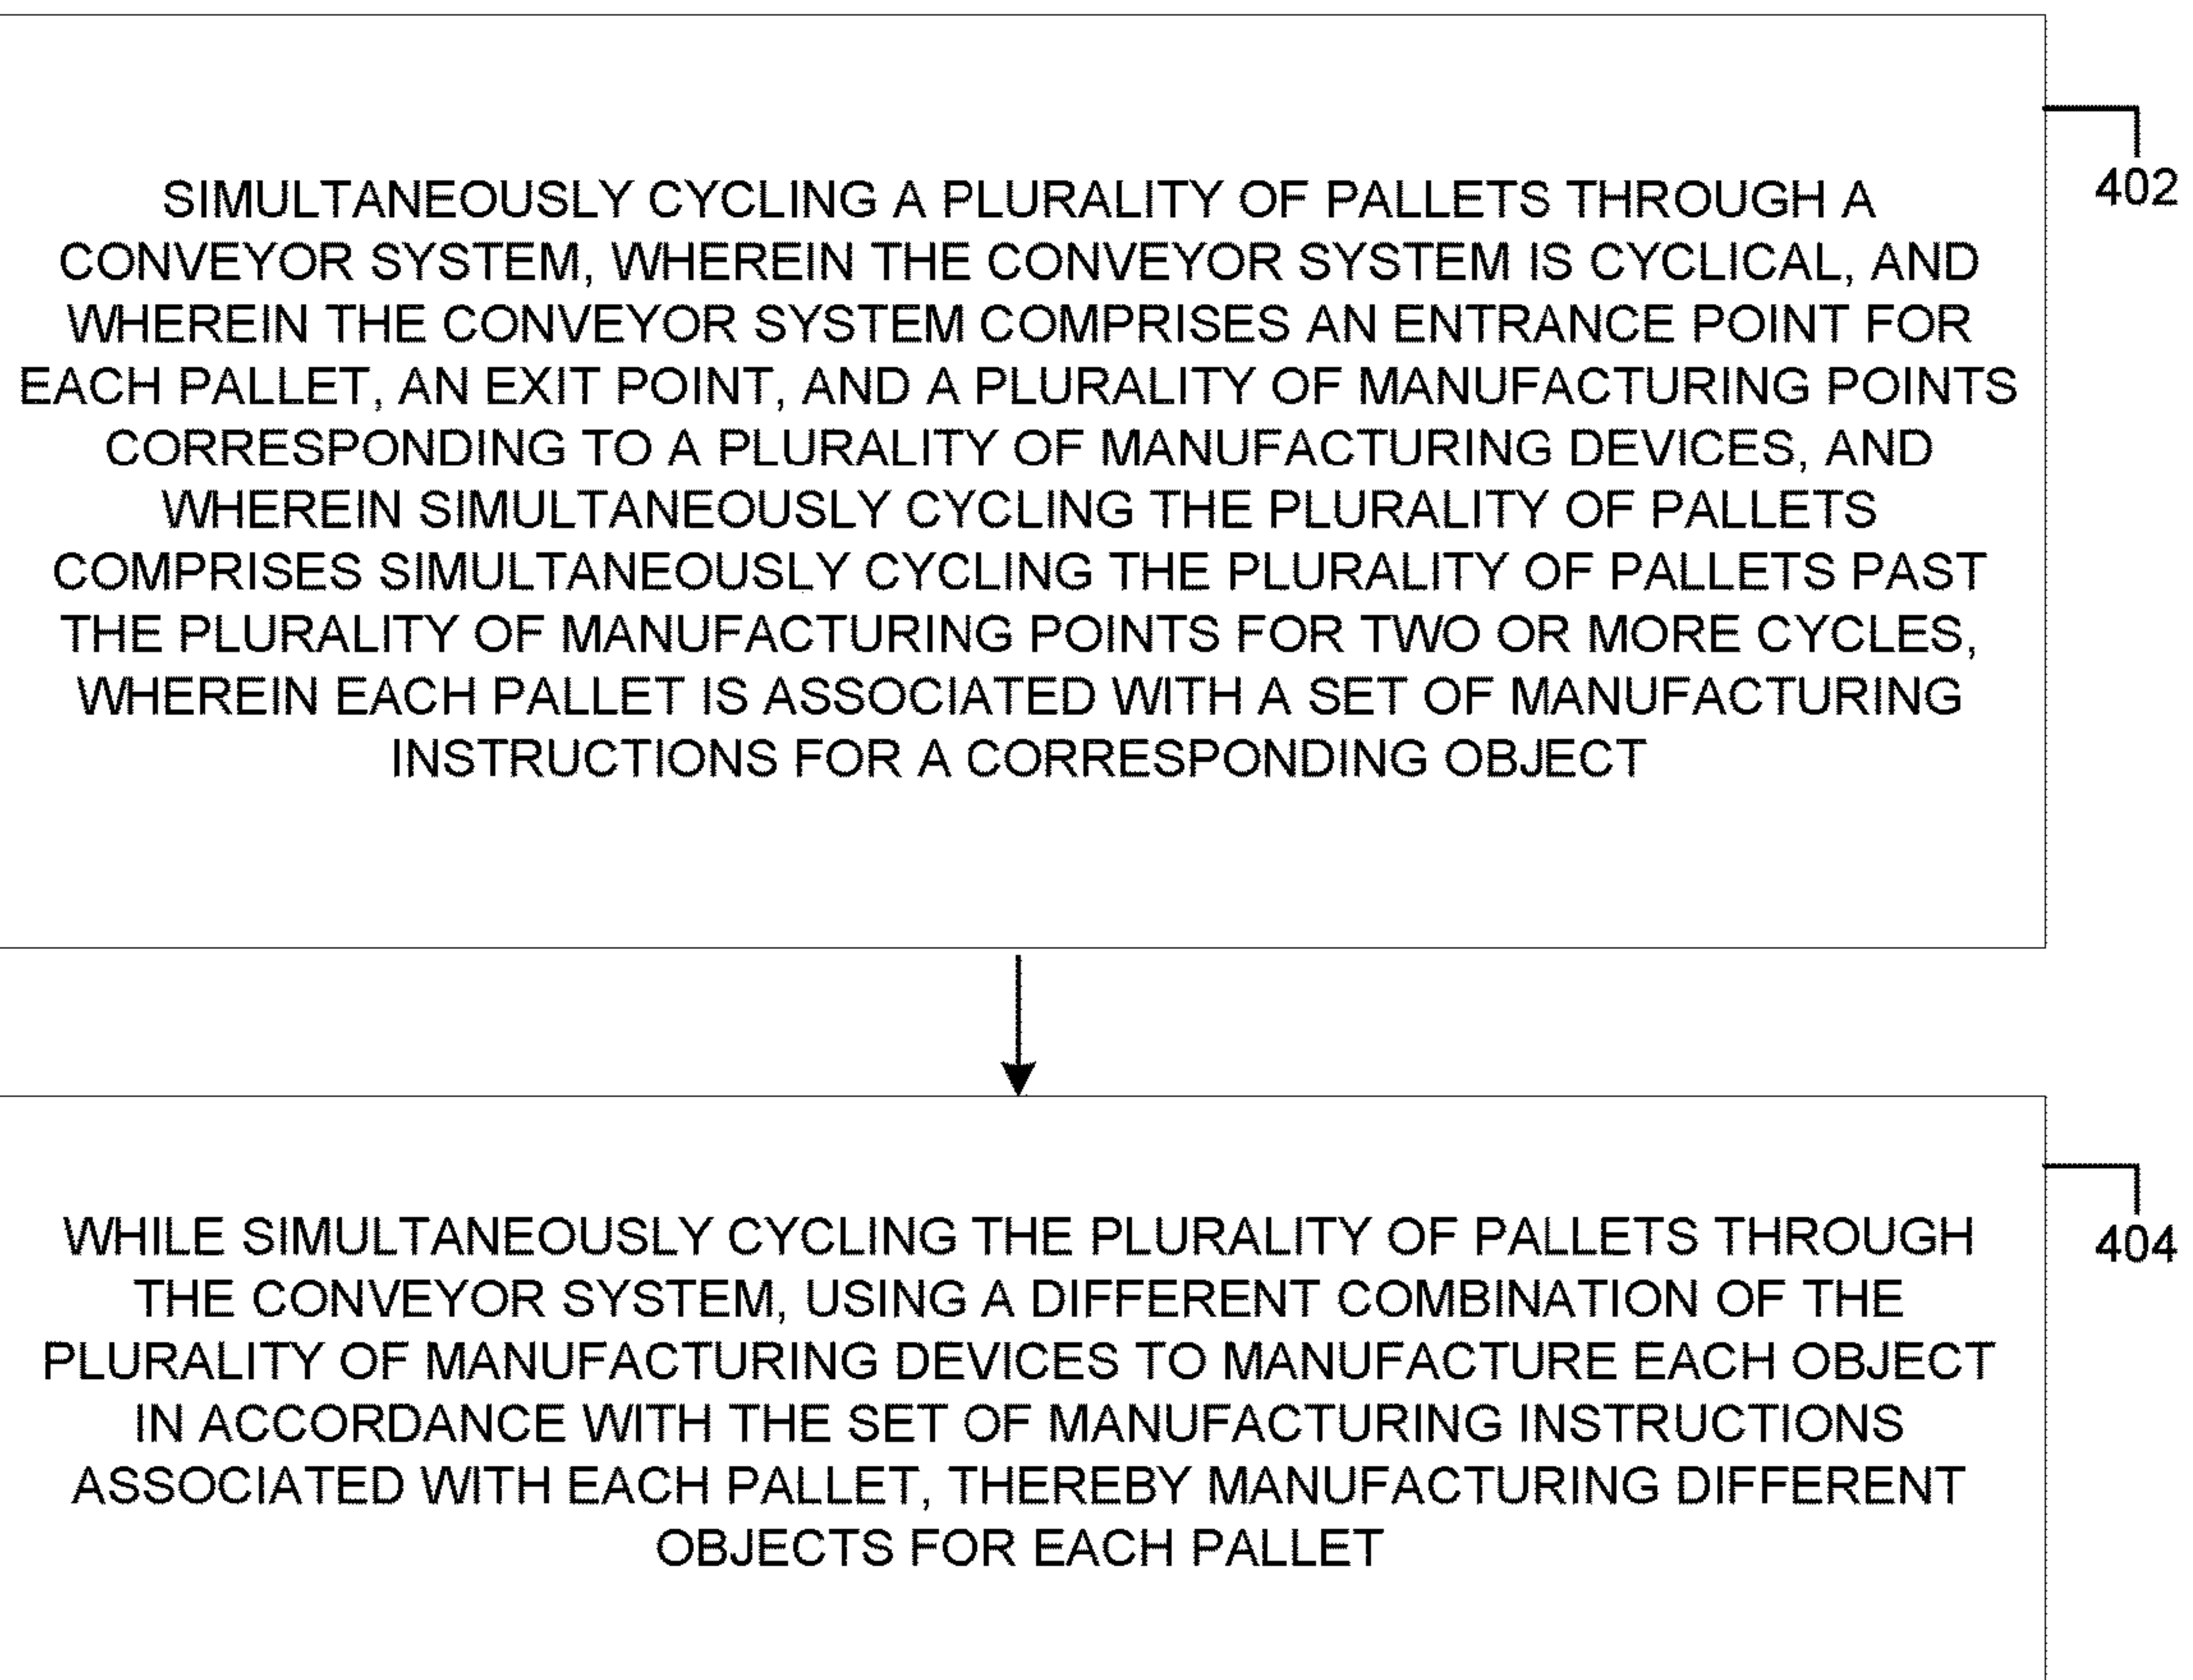 SIMULTANEOUSLY CYCLING A PLURALITY OF PALLETS THROUGH A
CONVEYOR SYSTEM, WHEREIN THE CONVEYOR SYSTEM IS CYCLICAL, AND
WHEREIN THE CONVEYOR SYSTEM COMPRISES AN ENTRANCE POINT FOR
EACH PALLET, AN EXIT POINT, AND A PLURALITY OF MANUFACTURING POINTS
CORRESPONDING TO A PLURALITY OF MANUFACTURING DEVICES, AND
WHEREIN SIMULTANEOUSLY CYCLING THE PLURALITY OF PALLETS
COMPRISES SIMULTANEOUSLY CYCLING THE PLURALITY OF PALLETS PAST
THE PLURALITY OF MANUFACTURING POINTS FOR TWO OR MORE CYCLES,
WHEREIN EACH PALLET IS ASSOCIATED WITH A SET OF MANUFACTURING
INSTRUCTIONS FOR A CORRESPONDING OBJECT
402
WHILE SIMULTANEOUSLY CYCLING THE PLURALITY OF PALLETS THROUGH
THE CONVEYOR SYSTEM, USING A DIFFERENT COMBINATION OF THE
PLURALITY OF MANUFACTURING DEVICES TO MANUFACTURE EACH OBJECT
IN ACCORDANCE WITH THE SET OF MANUFACTURING INSTRUCTIONS
ASSOCIATED WITH EACH PALLET, THEREBY MANUFACTURING DIFFERENT
OBJECTS FOR EACH PALLET
404